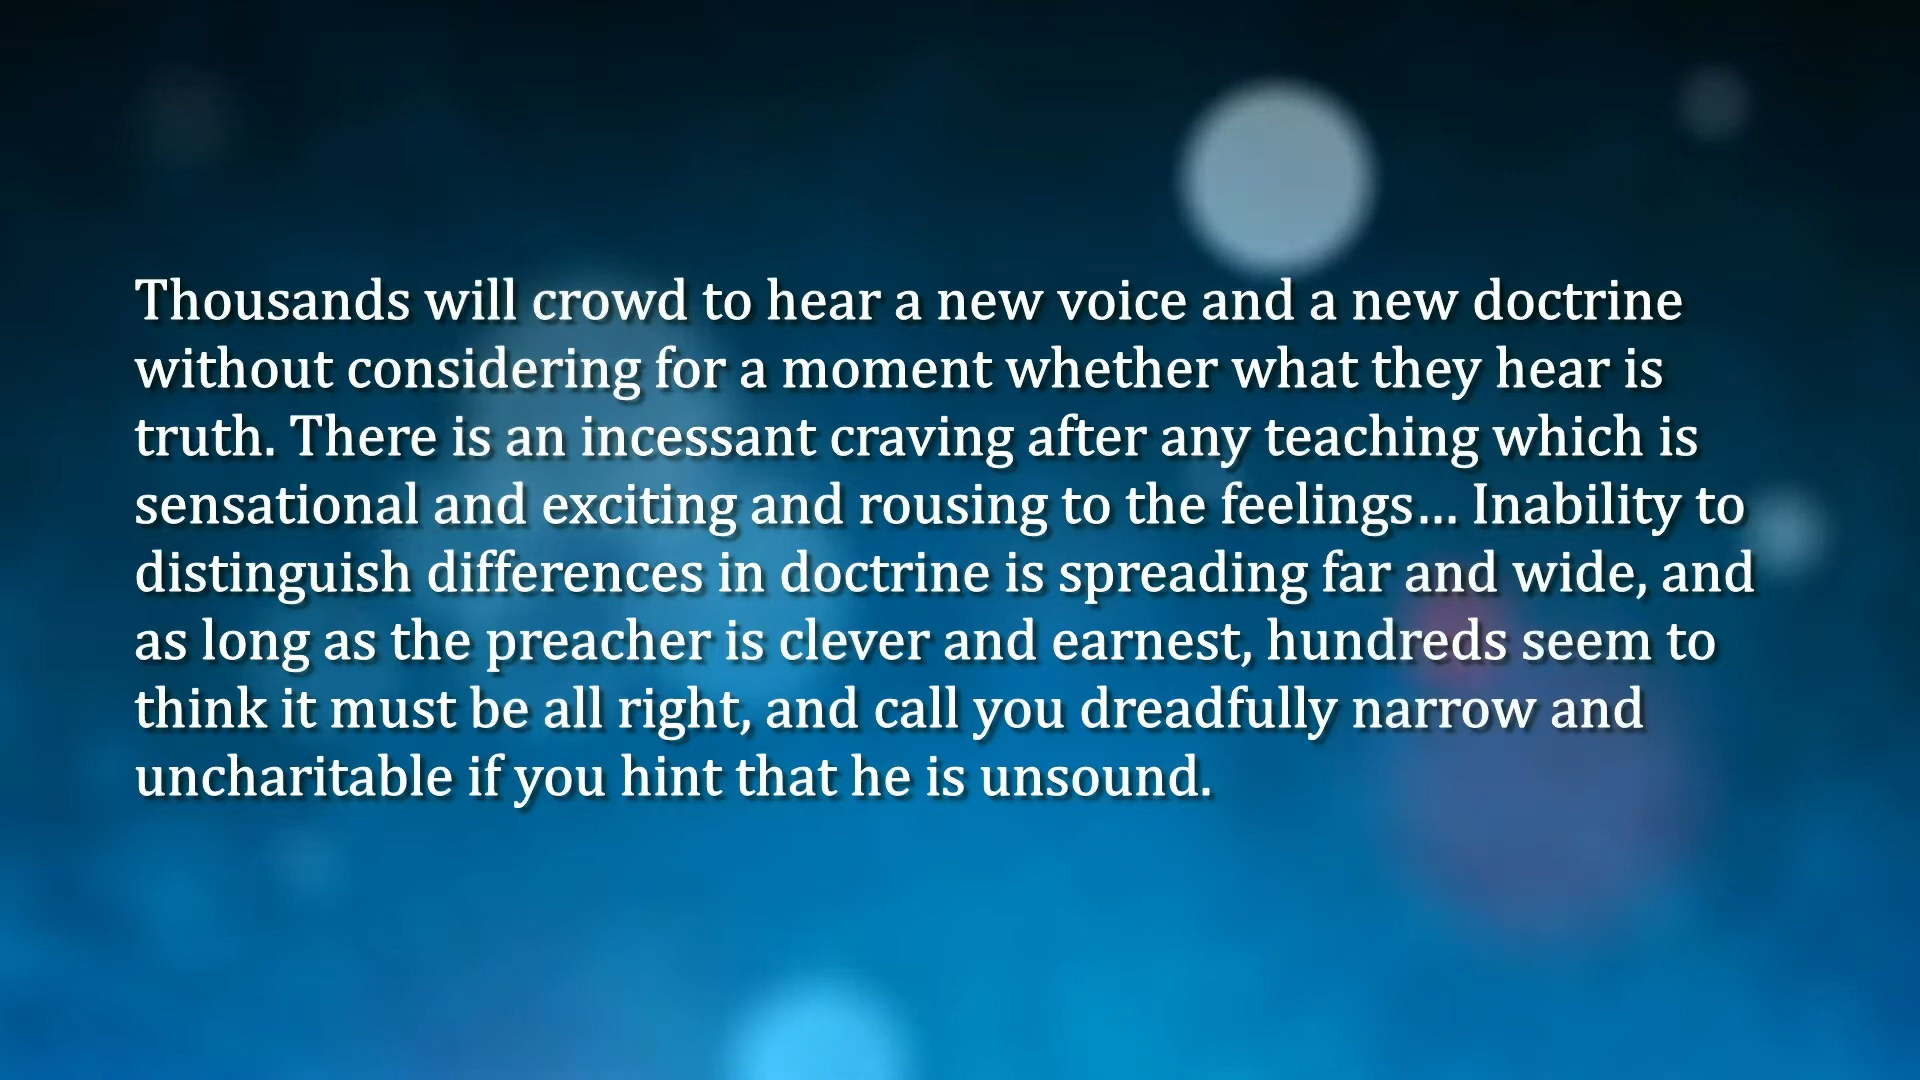 Thousands will crowd to hear a new voice and a new doctrine
without considering for a moment whether what they hear is
truth. There is an incessant craving after any teaching which is
sensational and exciting and rousing to the feelings… Inability to
distinguish differences in doctrine is spreading far and wide, and
as long as the preacher is clever and earnest, hundreds seem to
think it must be all right, and call you dreadfully narrow and
uncharitable if you hint that he is unsound.